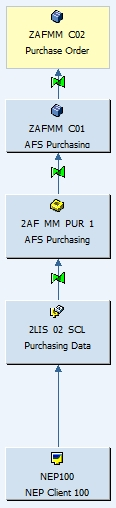 ZAFMM C02
Purchase Order
ZAFMM C01
AFS Purchasing
2AF MM PUR 1
AFS Purchasing
2LIS 02 SCL
Purchasing Data
NEP100
NEP Client 100